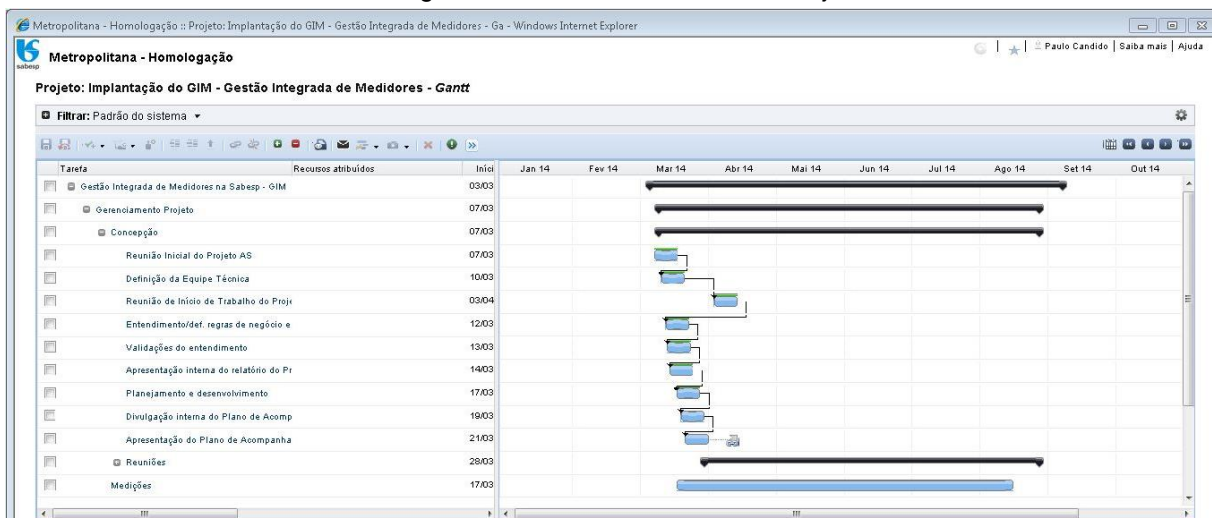 Metropolitana - Homologação :: Projeto: Implantação do GIM - Gestão Integrada de Medidores - Ga - Windows Internet Explorer
sabesp
Metropolitana - Homologação
Paulo Candido | Saiba mais | Ajuda
Projeto: Implantação do GIM - Gestão Integrada de Medidores - Gantt
Filtrar: Padrão do sistema
Tarefa Recursos atribuídos Iníci Jan 14 Fev 14 Mar 14 Abr 14 Mai 14 Jun 14 Jul 14 Ago 14 Set 14 Out 14
Gestão Integrada de Medidores na Sabesp - GIM 03/03
Gerenciamento Projeto 07/03
Concepção 07/03
Reunião Inicial do Projeto AS 07/03
Definição da Equipe Técnica 10/03
Reunião de Início de Trabalho do Proje 03/04
Entendimento/def. regras de negócio e 12/03
Validações do entendimento 13/03
Apresentação interna do relatório do Pr 14/03
Planejamento e desenvolvimento 17/03
Divulgação interna do Plano de Acomp 19/03
Apresentação do Plano de Acompanha 21/03
Reuniões 28/03
Medições 17/03